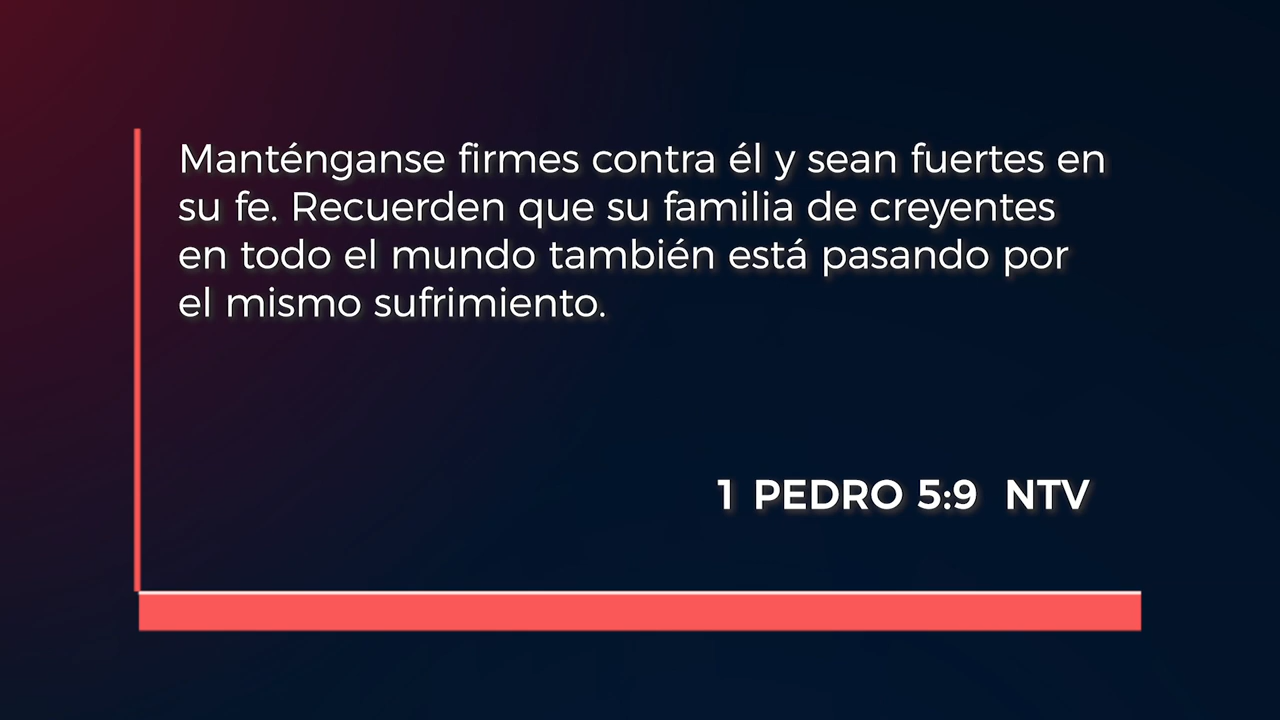 Manténganse firmes contra él y sean fuertes en
su fe. Recuerden que su familia de creyentes
en todo el mundo también está pasando por
el mismo sufrimiento.
1 PEDRO 5:9 NTV